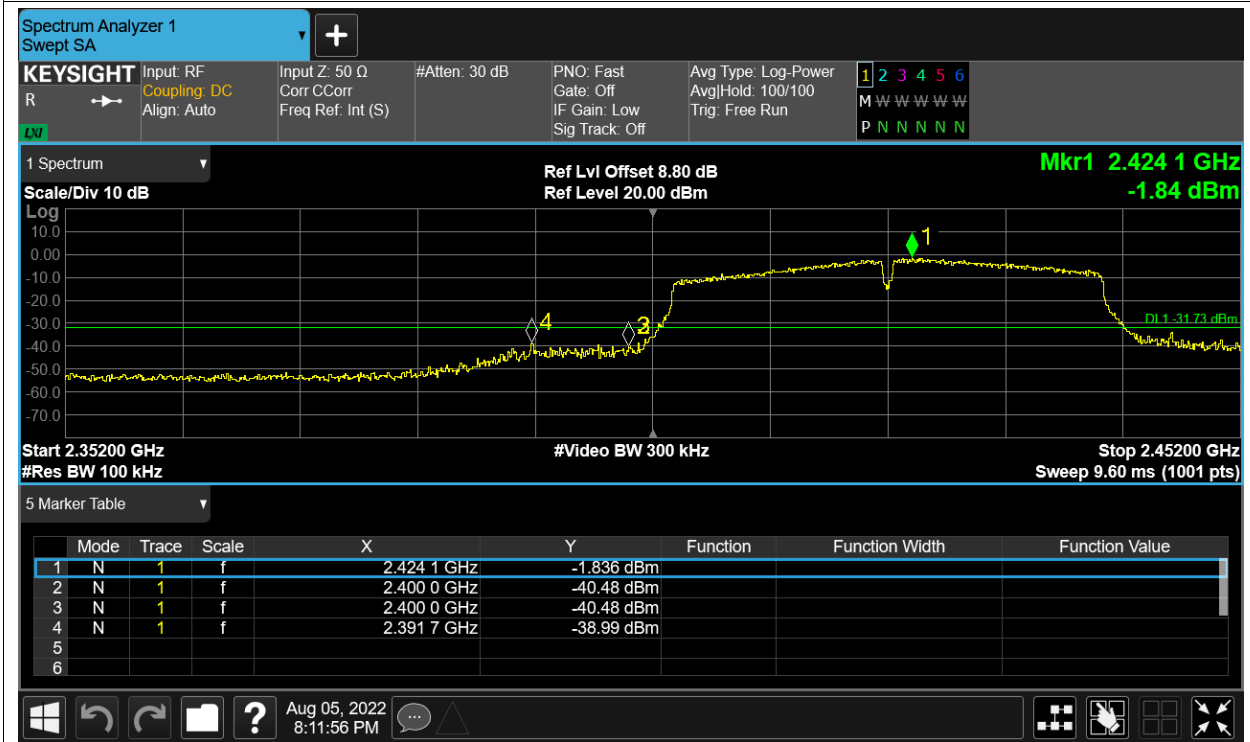 Spectrum Analyzer 1
Swept SA
+
KEYSIGHT Input: RF Input Z: 50 Ω #Atten: 30 dB PNO: Fast Avg Type: Log-Power 1 2 3 4 5 6
R Coupling: DC Corr CCorr Gate: Off Avg|Hold: 100/100 M W W W W W W
Align: Auto Freq Ref: Int (S) IF Gain: Low Trig: Free Run
LXI Sig Track: Off P N N N N N N
1 Spectrum Ref Lvl Offset 8.80 dB Mkr1 2.424 1 GHz
Scale/Div 10 dB Ref Level 20.00 dBm -1.84 dBm
Log
10.0
1
0.00
-10.0
-20.0
-30.0
4
DL1 -31.73 dBm
-40.0
-50.0
-60.0
-70.0
Start 2.35200 GHz #Video BW 300 kHz Stop 2.45200 GHz
#Res BW 100 kHz Sweep 9.60 ms (1001 pts)
5 Marker Table
Mode Trace Scale X Y Function Function Width Function Value
1 N 1 f 2.424 1 GHz -1.836 dBm
2 N 1 f 2.400 0 GHz -40.48 dBm
3 N 1 f 2.400 0 GHz -40.48 dBm
4 N 1 f 2.391 7 GHz -38.99 dBm
5
6
? Aug 05, 2022
8:11:56 PM